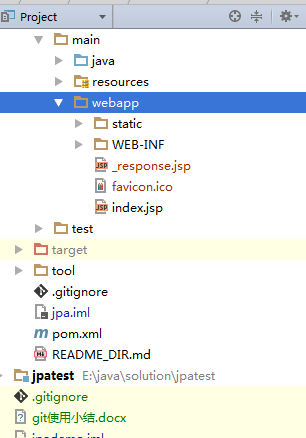 Project
main
java
resources
webapp
static
WEB-INF
_response.jsp
favicon.ico
index.jsp
test
target
tool
.gitignore
jpa.iml
pom.xml
README_DIR.md
jpatest E:\java\solution\jpatest
.gitignore
git使用小结.docx